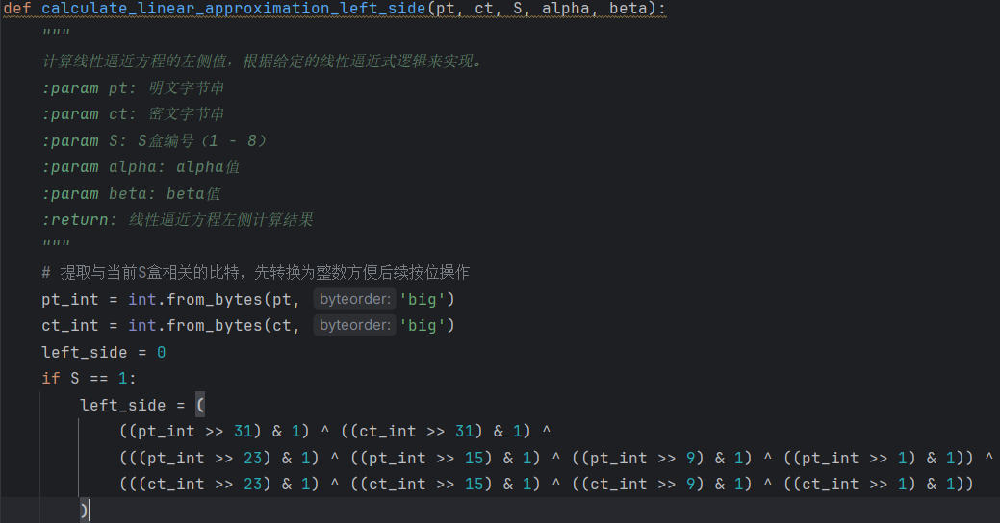 def calculate_linear_approximation_left_side(pt, ct, S, alpha, beta):
"""
计算线性逼近方程的左侧值，根据给定的线性逼近式逻辑来实现。
:param pt: 明文字节串
:param ct: 密文字节串
:param S: S盒编号（1 - 8）
:param alpha: alpha值
:param beta: beta值
:return: 线性逼近方程左侧计算结果
"""
# 提取与当前S盒相关的比特，先转换为整数方便后续按位操作
pt_int = int.from_bytes(pt, byteorder: 'big')
ct_int = int.from_bytes(ct, byteorder: 'big')
left_side = 0
if S == 1:
left_side = (
((pt_int >> 31) & 1) ^ ((ct_int >> 31) & 1) ^
(((pt_int >> 23) & 1) ^ ((pt_int >> 15) & 1) ^ ((pt_int >> 9) & 1) ^ ((pt_int >> 1) & 1)) ^
(((ct_int >> 23) & 1) ^ ((ct_int >> 15) & 1) ^ ((ct_int >> 9) & 1) ^ ((ct_int >> 1) & 1))
)